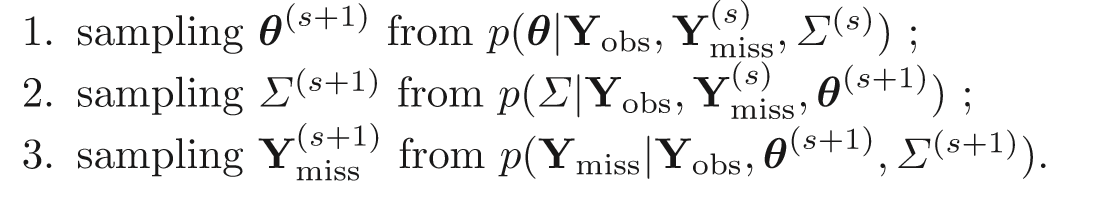 1. sampling θ^(s+1) from p(θ|Y_obs, Y_miss^(s), Σ^(s)) ;
2. sampling Σ^(s+1) from p(Σ|Y_obs, Y_miss^(s), θ^(s+1)) ;
3. sampling Y_miss^(s+1) from p(Y_miss|Y_obs, θ^(s+1), Σ^(s+1)).